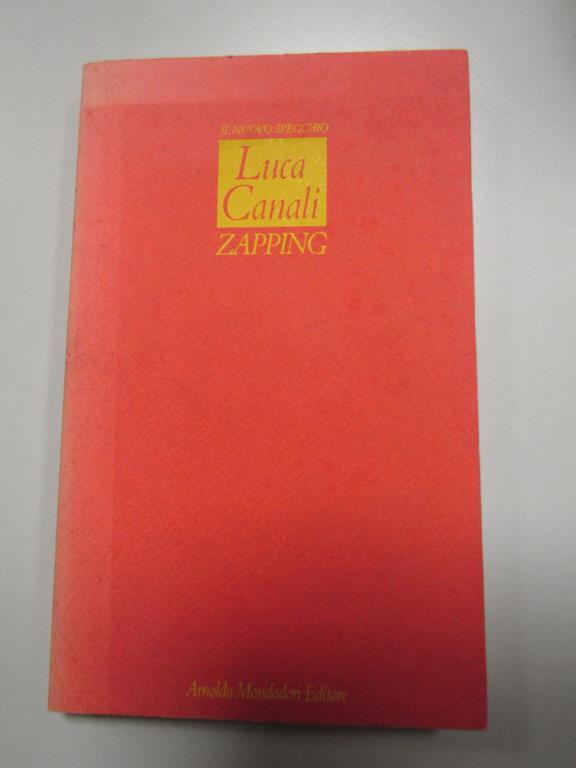 IL NUOVO SPECCHIO
Luca
Canali
ZAPPING
Arnoldo Mondadori Editore